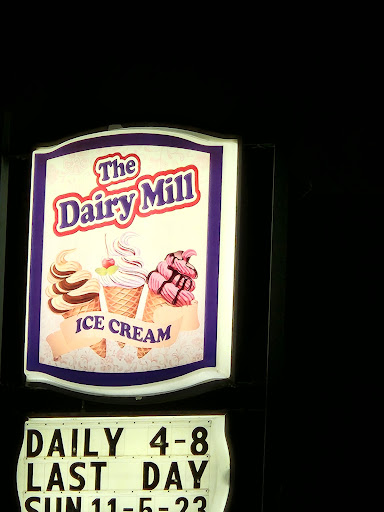 The
Dairy Mill
ICE CREAM
DAILY 4-8
LAST DAY
SUN 11-5-23